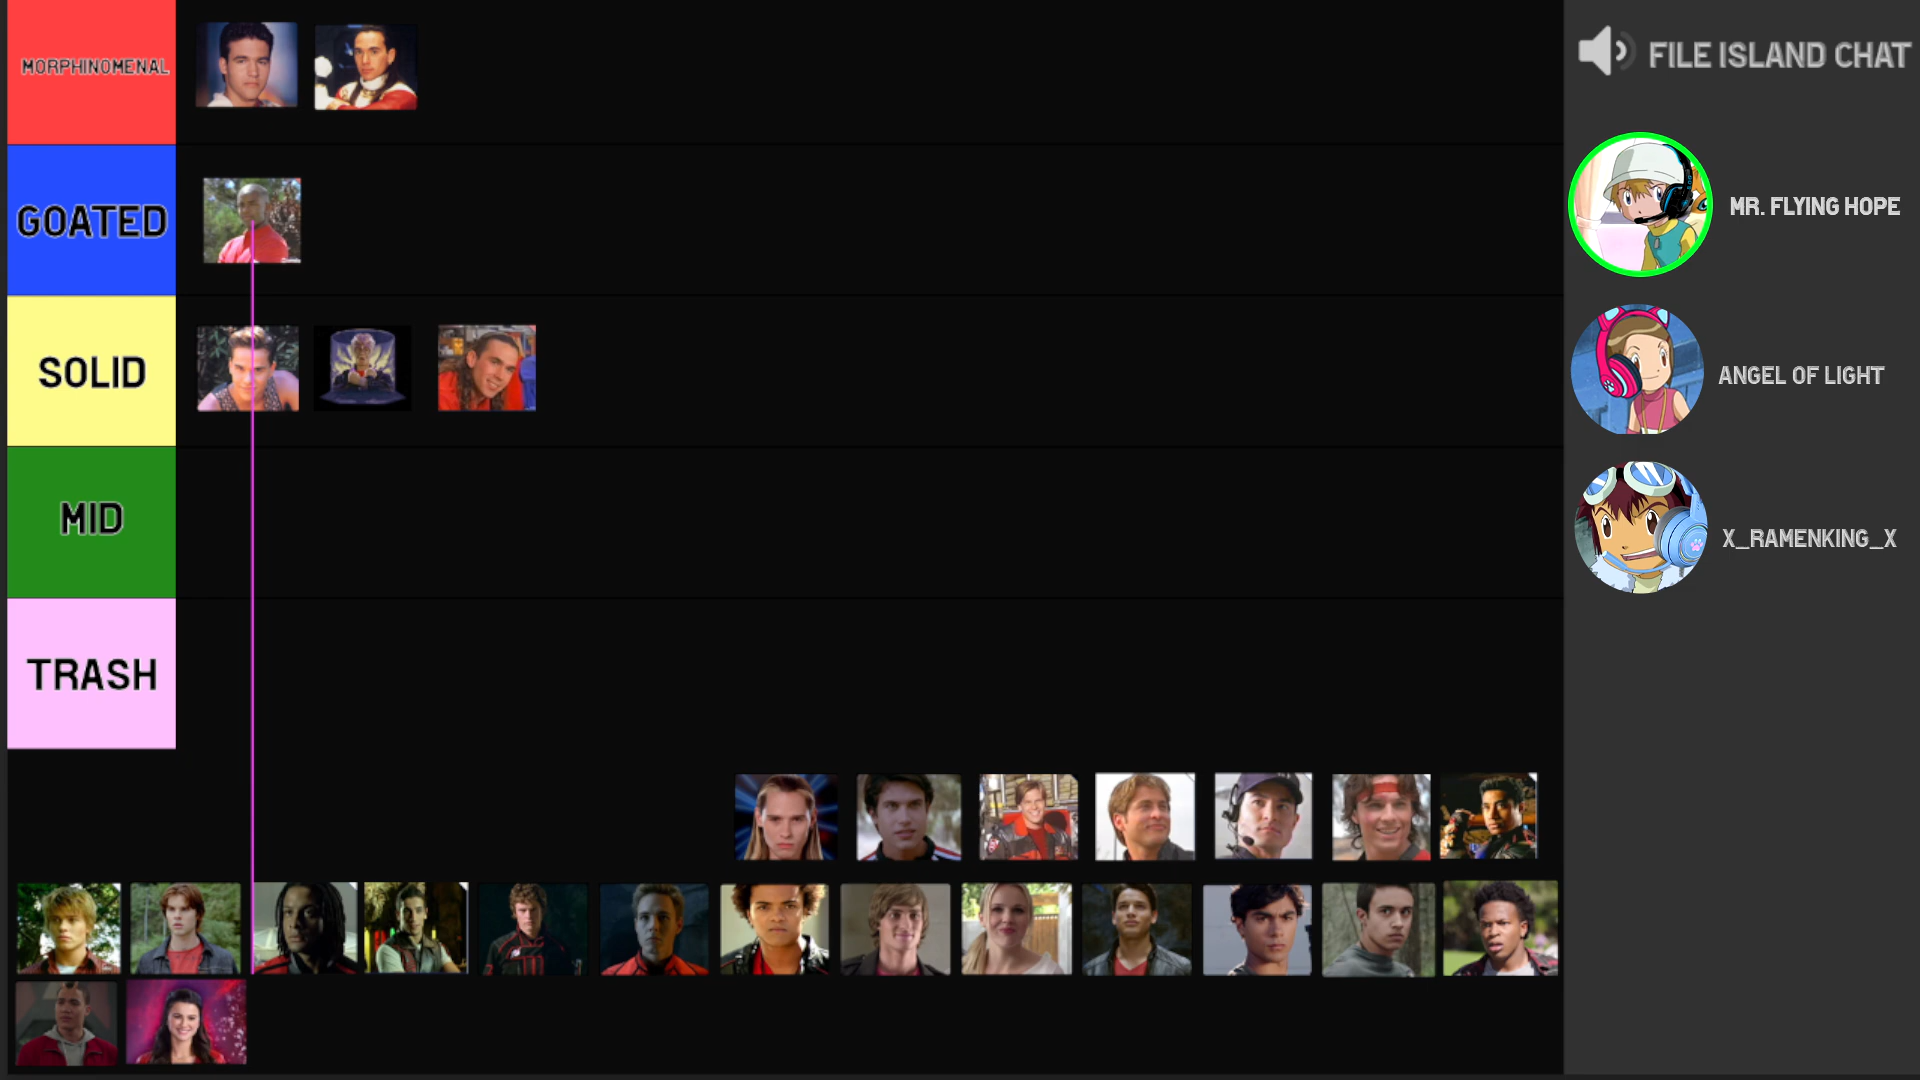 MORPHINOMENAL
GOATED
SOLID
MID
TRASH
FILE ISLAND CHAT
MR. FLYING HOPE
ANGEL OF LIGHT
X_RAMENKING_X